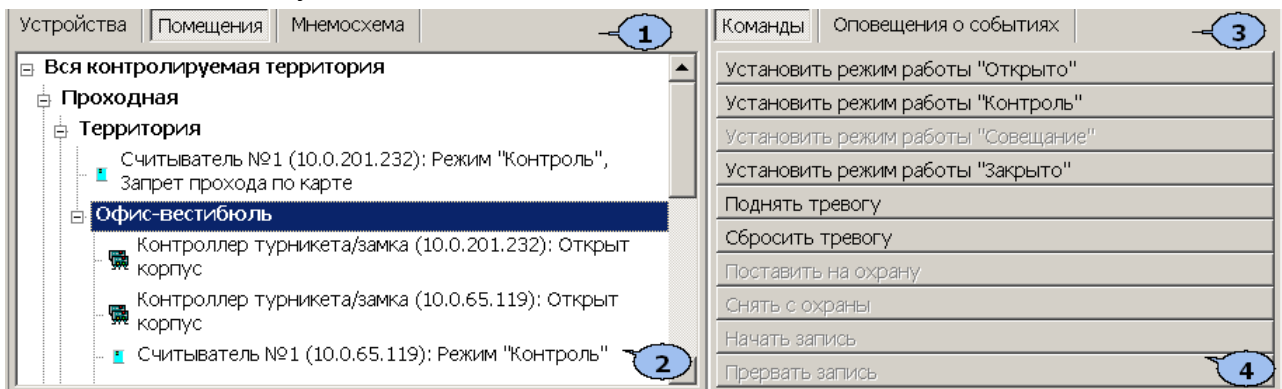 Устройства Помещения Мнемосхема 1
Вся контролируемая территория
Проходная
Территория
Считыватель №1 (10.0.201.232): Режим "Контроль",
Запрет прохода по карте
Офис-вестибюль
Контроллер турникета/замка (10.0.201.232): Открыт
корпус
Контроллер турникета/замка (10.0.65.119): Открыт
корпус
Считыватель №1 (10.0.65.119): Режим "Контроль"
2
Команды Оповещения о событиях 3
Установить режим работы "Открыто"
Установить режим работы "Контроль"
Установить режим работы "Совещание"
Установить режим работы "Закрыто"
Поднять тревогу
Сбросить тревогу
Поставить на охрану
Снять с охраны
Начать запись
Прервать запись
4